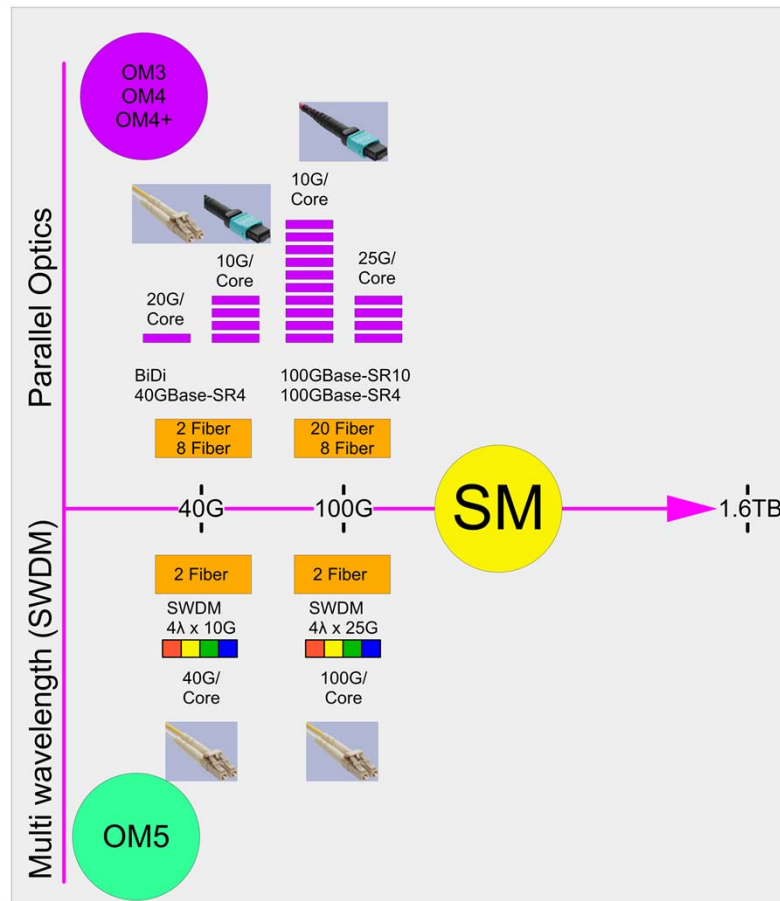 OM3
OM4
OM4+
Parallel Optics
10G/
Core
10G/
Core
25G/
Core
20G/
Core
BiDi
40GBase-SR4
100GBase-SR10
100GBase-SR4
2 Fiber
8 Fiber
20 Fiber
8 Fiber
40G
100G
SM
1.6TB
Multi wavelength (SWDM)
2 Fiber
2 Fiber
SWDM
4λ x 10G
SWDM
4λ x 25G
40G/
Core
100G/
Core
OM5